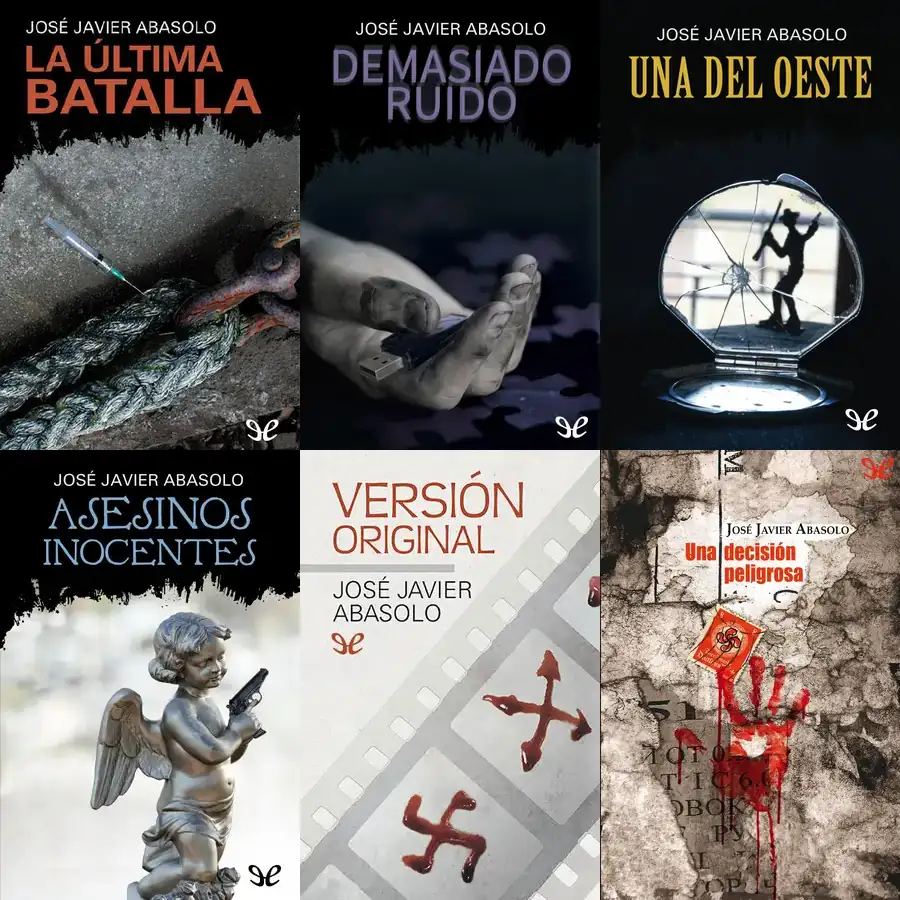 JOSÉ JAVIER ABASOLO
LA ÚLTIMA
BATALLA
JOSÉ JAVIER ABASOLO
DEMASIADO
RUIDO
JOSÉ JAVIER ABASOLO
UNA DEL OESTE
JOSÉ JAVIER ABASOLO
ASESINOS
INOCENTES
VERSIÓN
ORIGINAL
JOSÉ JAVIER
ABASOLO
JOSÉ JAVIER ABASOLO
Una decisión
peligrosa